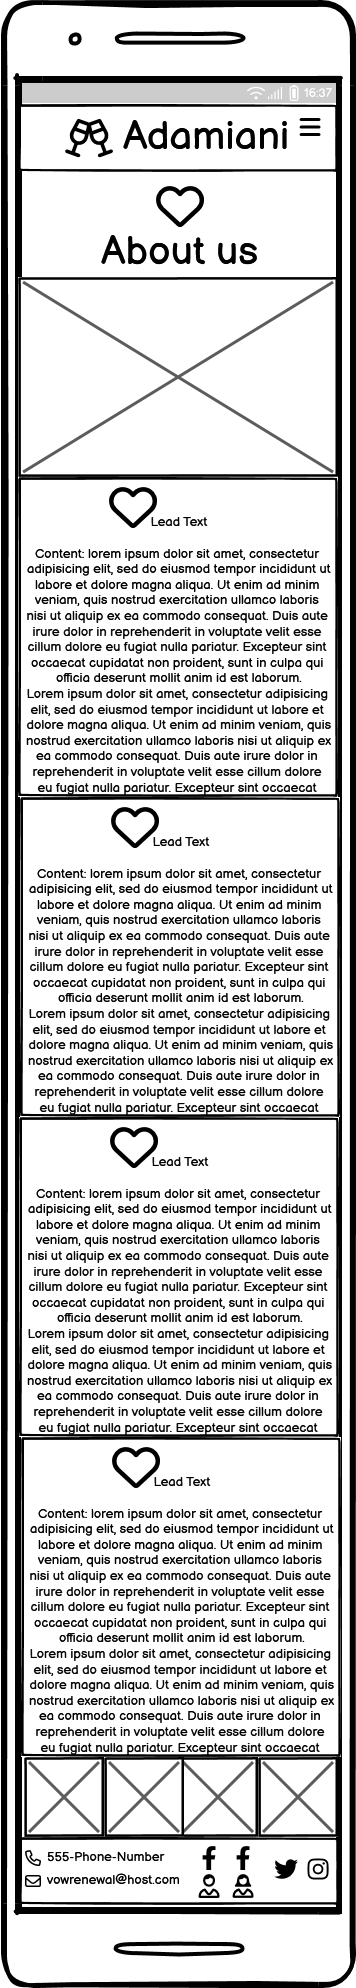 16:37
Adamiani
About us
Lead Text
Content: lorem ipsum dolor sit amet, consectetur
adipisicing elit, sed do eiusmod tempor incididunt ut
labore et dolore magna aliqua. Ut enim ad minim
veniam, quis nostrud exercitation ullamco laboris
nisi ut aliquip ex ea commodo consequat. Duis aute
irure dolor in reprehenderit in voluptate velit esse
cillum dolore eu fugiat nulla pariatur. Excepteur sint
occaecat cupidatat non proident, sunt in culpa qui
officia deserunt mollit anim id est laborum.
Lorem ipsum dolor sit amet, consectetur adipisicing
elit, sed do eiusmod tempor incididunt ut labore et
dolore magna aliqua. Ut enim ad minim veniam, quis
nostrud exercitation ullamco laboris nisi ut aliquip ex
ea commodo consequat. Duis aute irure dolor in
reprehenderit in voluptate velit esse cillum dolore
eu fugiat nulla pariatur. Excepteur sint occaecat
Lead Text
Content: lorem ipsum dolor sit amet, consectetur
adipisicing elit, sed do eiusmod tempor incididunt ut
labore et dolore magna aliqua. Ut enim ad minim
veniam, quis nostrud exercitation ullamco laboris
nisi ut aliquip ex ea commodo consequat. Duis aute
irure dolor in reprehenderit in voluptate velit esse
cillum dolore eu fugiat nulla pariatur. Excepteur sint
occaecat cupidatat non proident, sunt in culpa qui
officia deserunt mollit anim id est laborum.
Lorem ipsum dolor sit amet, consectetur adipisicing
elit, sed do eiusmod tempor incididunt ut labore et
dolore magna aliqua. Ut enim ad minim veniam, quis
nostrud exercitation ullamco laboris nisi ut aliquip ex
ea commodo consequat. Duis aute irure dolor in
reprehenderit in voluptate velit esse cillum dolore
eu fugiat nulla pariatur. Excepteur sint occaecat
Lead Text
Content: lorem ipsum dolor sit amet, consectetur
adipisicing elit, sed do eiusmod tempor incididunt ut
labore et dolore magna aliqua. Ut enim ad minim
veniam, quis nostrud exercitation ullamco laboris
nisi ut aliquip ex ea commodo consequat. Duis aute
irure dolor in reprehenderit in voluptate velit esse
cillum dolore eu fugiat nulla pariatur. Excepteur sint
occaecat cupidatat non proident, sunt in culpa qui
officia deserunt mollit anim id est laborum.
Lorem ipsum dolor sit amet, consectetur adipisicing
elit, sed do eiusmod tempor incididunt ut labore et
dolore magna aliqua. Ut enim ad minim veniam, quis
nostrud exercitation ullamco laboris nisi ut aliquip ex
ea commodo consequat. Duis aute irure dolor in
reprehenderit in voluptate velit esse cillum dolore
eu fugiat nulla pariatur. Excepteur sint occaecat
Lead Text
Content: lorem ipsum dolor sit amet, consectetur
adipisicing elit, sed do eiusmod tempor incididunt ut
labore et dolore magna aliqua. Ut enim ad minim
veniam, quis nostrud exercitation ullamco laboris
nisi ut aliquip ex ea commodo consequat. Duis aute
irure dolor in reprehenderit in voluptate velit esse
cillum dolore eu fugiat nulla pariatur. Excepteur sint
occaecat cupidatat non proident, sunt in culpa qui
officia deserunt mollit anim id est laborum.
Lorem ipsum dolor sit amet, consectetur adipisicing
elit, sed do eiusmod tempor incididunt ut labore et
dolore magna aliqua. Ut enim ad minim veniam, quis
nostrud exercitation ullamco laboris nisi ut aliquip ex
ea commodo consequat. Duis aute irure dolor in
reprehenderit in voluptate velit esse cillum dolore
eu fugiat nulla pariatur. Excepteur sint occaecat
555-Phone-Number
vowrenewal@host.com